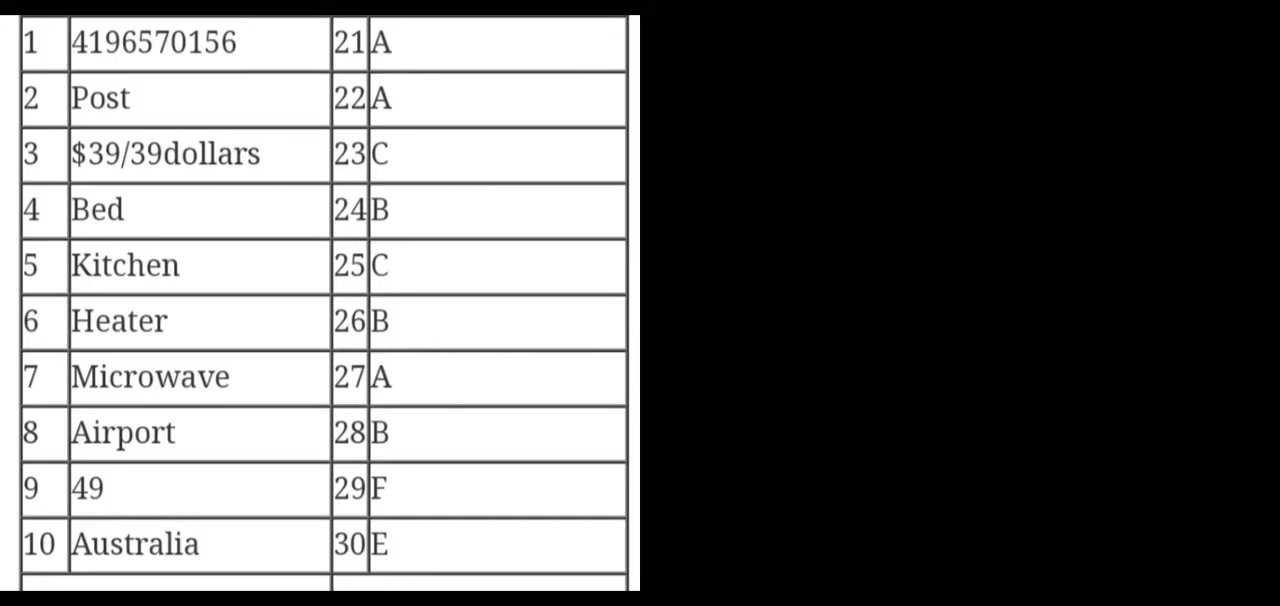 1 4196570156 21 A
2 Post 22 A
3 $39/39dollars 23 C
4 Bed 24 B
5 Kitchen 25 C
6 Heater 26 B
7 Microwave 27 A
8 Airport 28 B
9 49 29 F
10 Australia 30 E